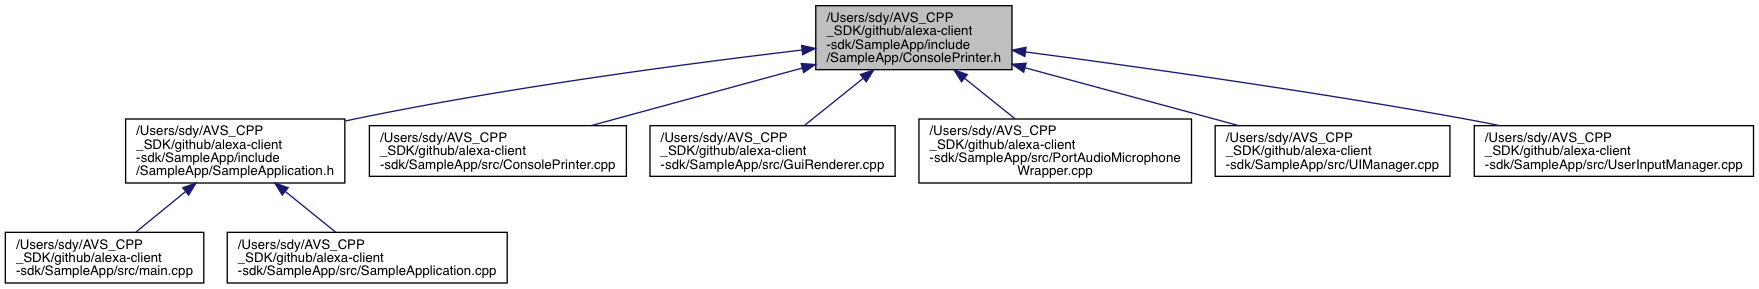 /Users/sdy/AVS_CPP
_SDK/github/alexa-client
-sdk/SampleApp/include
/SampleApp/ConsolePrinter.h
/Users/sdy/AVS_CPP
_SDK/github/alexa-client
-sdk/SampleApp/include
/SampleApp/SampleApplication.h
/Users/sdy/AVS_CPP
_SDK/github/alexa-client
-sdk/SampleApp/src/ConsolePrinter.cpp
/Users/sdy/AVS_CPP
_SDK/github/alexa-client
-sdk/SampleApp/src/GuiRenderer.cpp
/Users/sdy/AVS_CPP
_SDK/github/alexa-client
-sdk/SampleApp/src/PortAudioMicrophone
Wrapper.cpp
/Users/sdy/AVS_CPP
_SDK/github/alexa-client
-sdk/SampleApp/src/UIManager.cpp
/Users/sdy/AVS_CPP
_SDK/github/alexa-client
-sdk/SampleApp/src/UserInputManager.cpp
/Users/sdy/AVS_CPP
_SDK/github/alexa-client
-sdk/SampleApp/src/main.cpp
/Users/sdy/AVS_CPP
_SDK/github/alexa-client
-sdk/SampleApp/src/SampleApplication.cpp